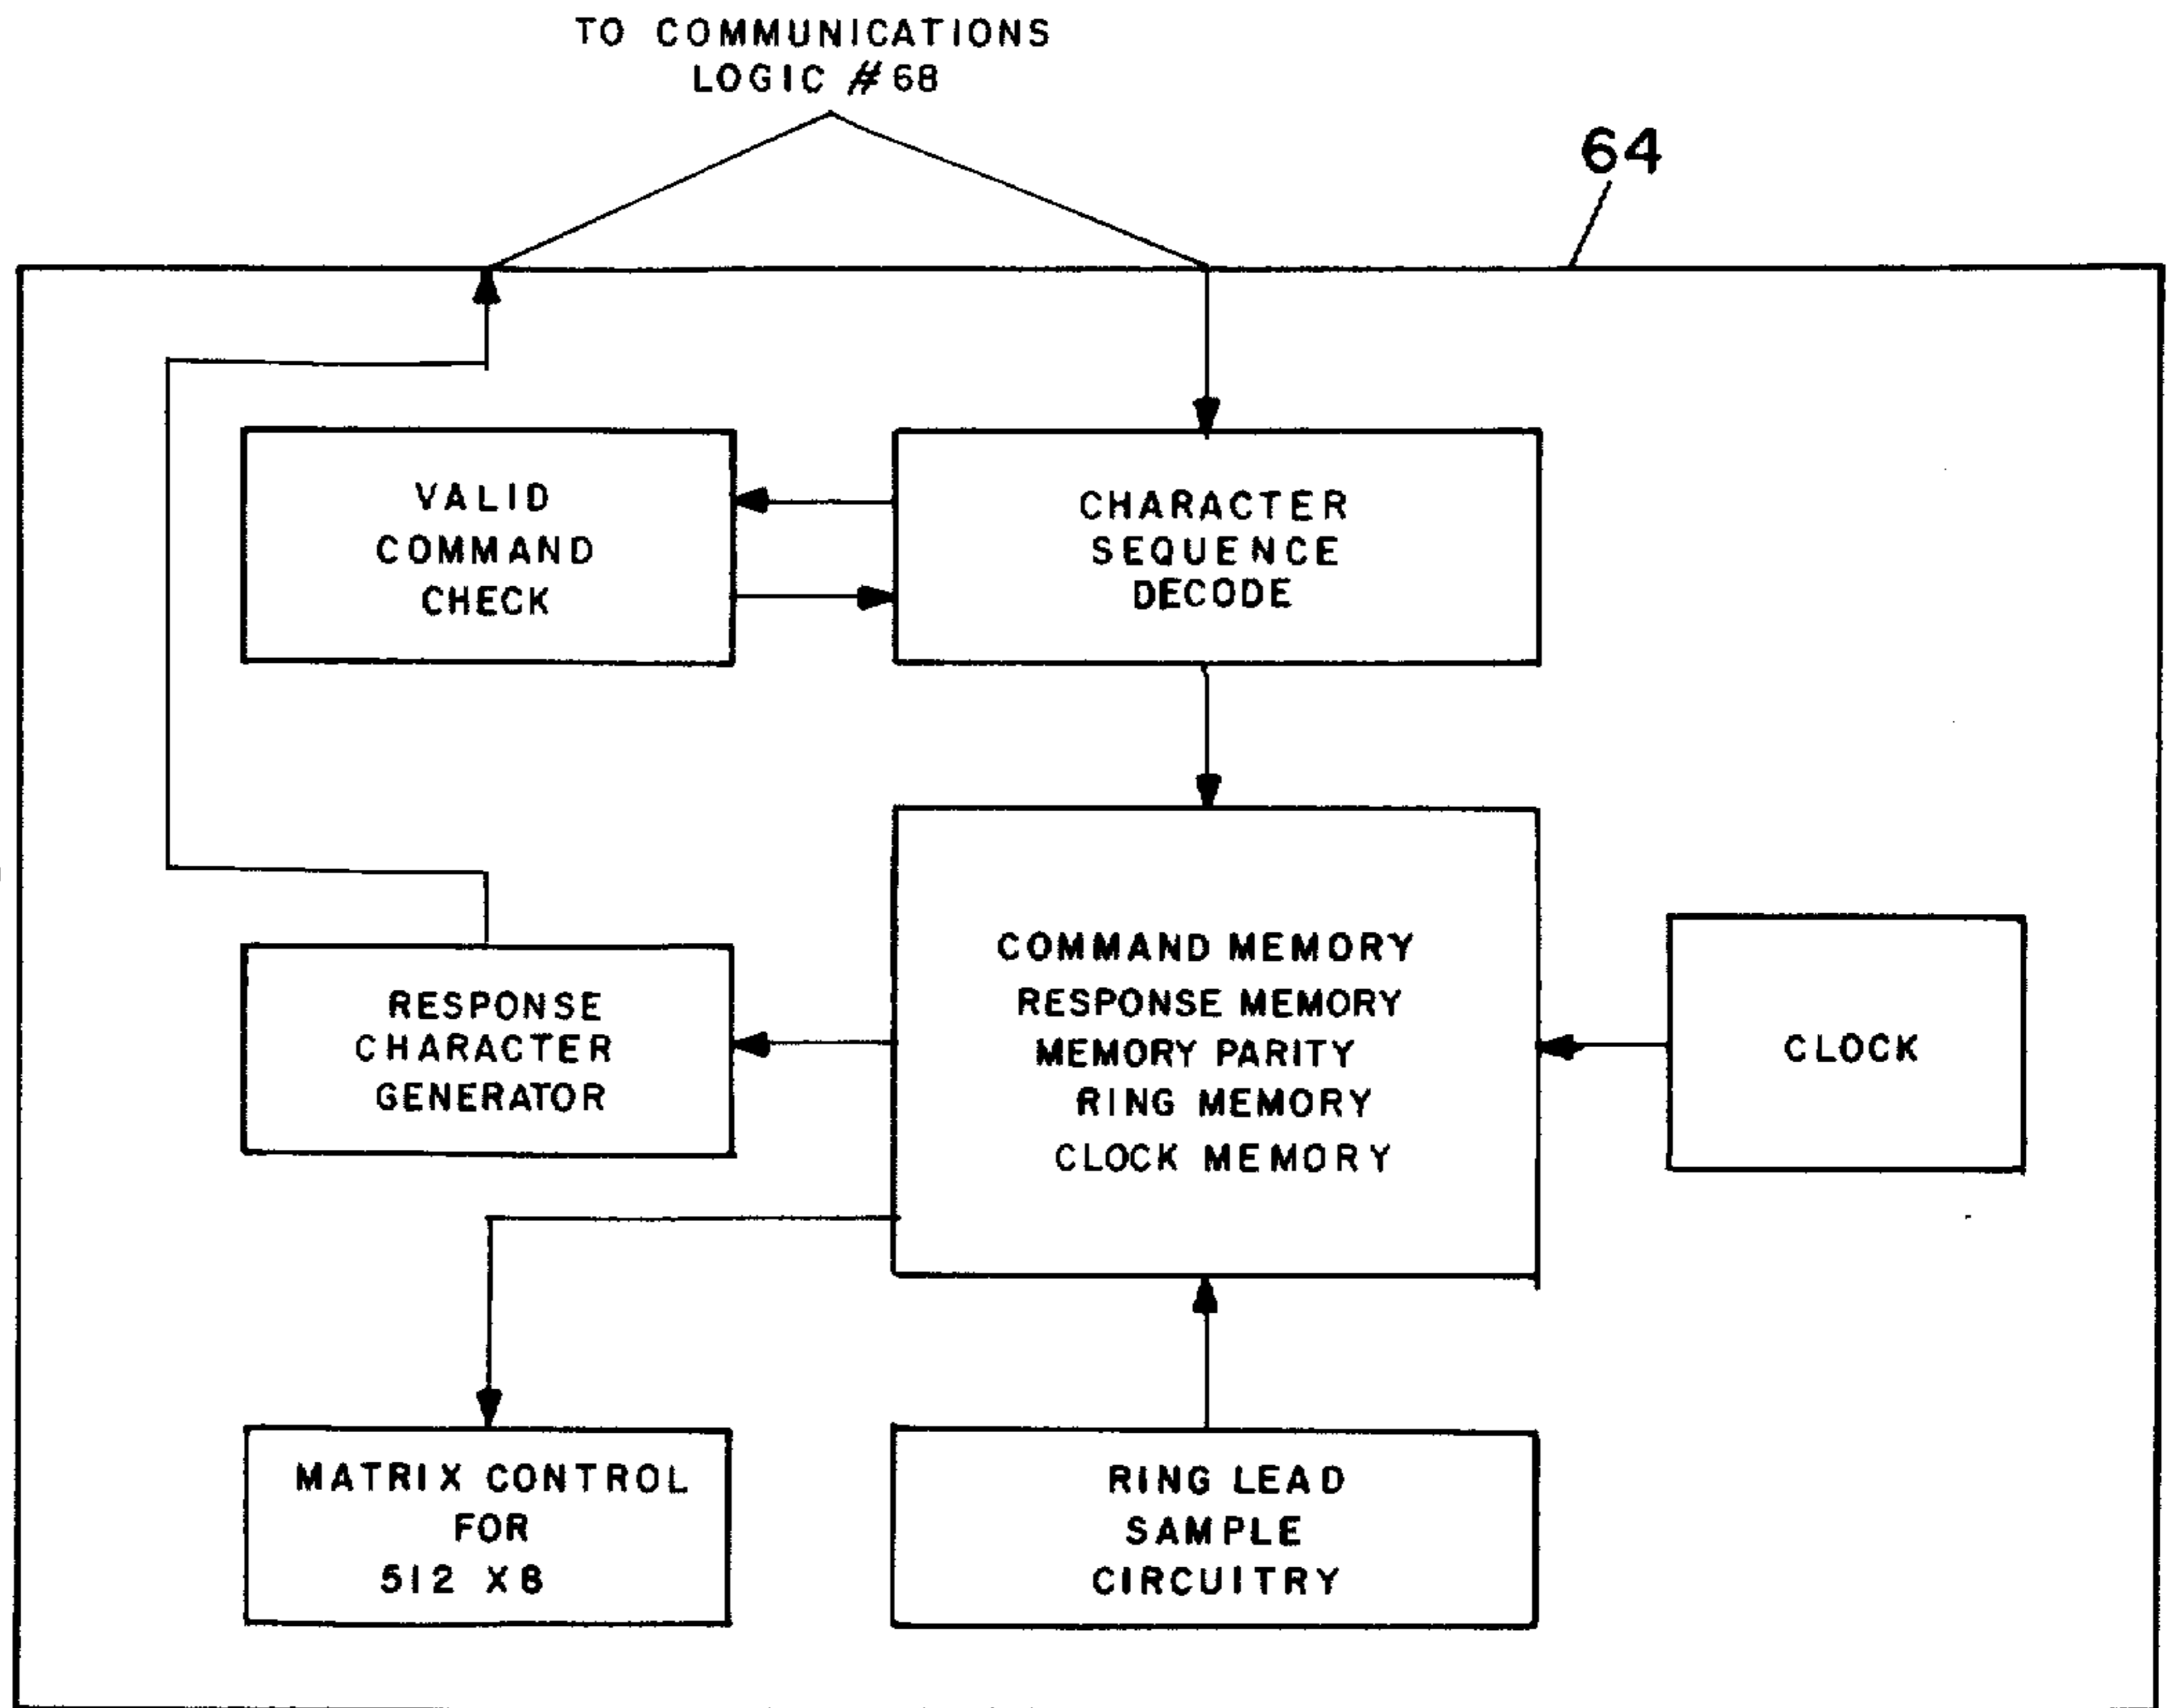 TO COMMUNICATIONS
LOGIC #68
64
VALID
COMMAND
CHECK
CHARACTER
SEQUENCE
DECODE
COMMAND MEMORY
RESPONSE MEMORY
MEMORY PARITY
RING MEMORY
CLOCK MEMORY
RESPONSE
CHARACTER
GENERATOR
CLOCK
MATRIX CONTROL
FOR
512 X8
RING LEAD
SAMPLE
CIRCUITRY